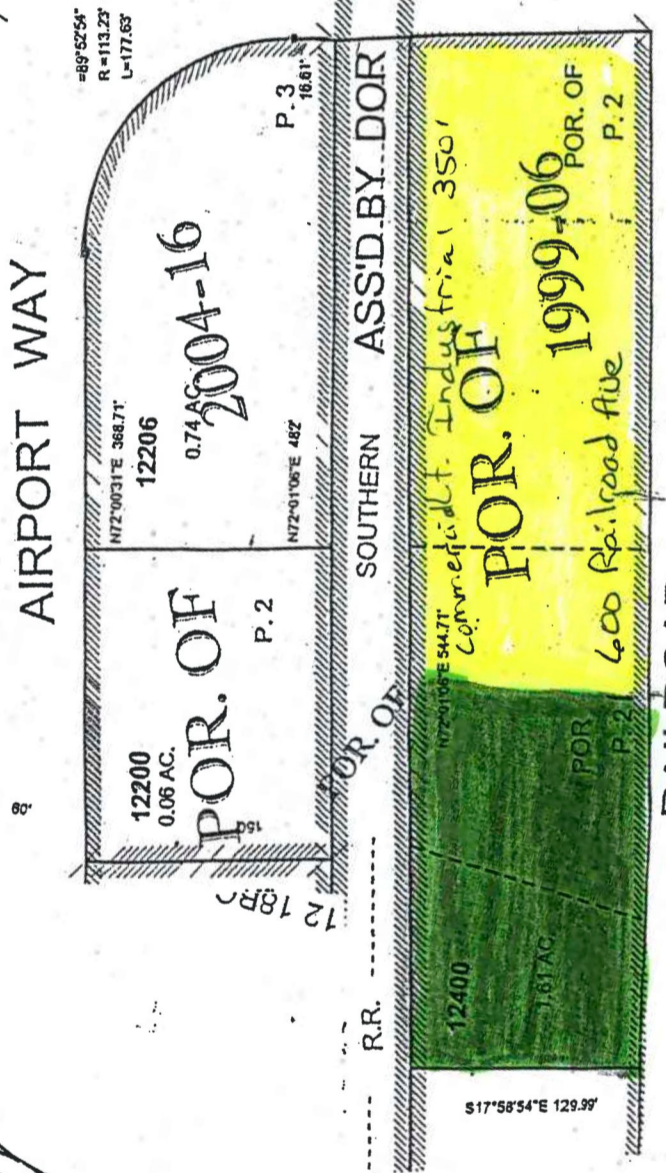 AIRPORT WAY
=89°52'54"
R =113.23'
L=177.63'
60'
N72°00'31"E 368.71'
12206
0.74 AC.
2004-16
P. 3
16.61'
N72°01'06"E 482'
12200
0.06 AC.
POR. OF
P. 2
150
12 18RC
R.R.
POR. OF
SOUTHERN
ASS'D.BY.DOR
N72°01'06"E 544.71'
Commercial Lt. Industrial 350'
POR. OF
1999-06
POR. OF
P. 2
600 Railroad Ave
12400
1.61 AC.
POR
P. 2
S17°58'54"E 129.99'